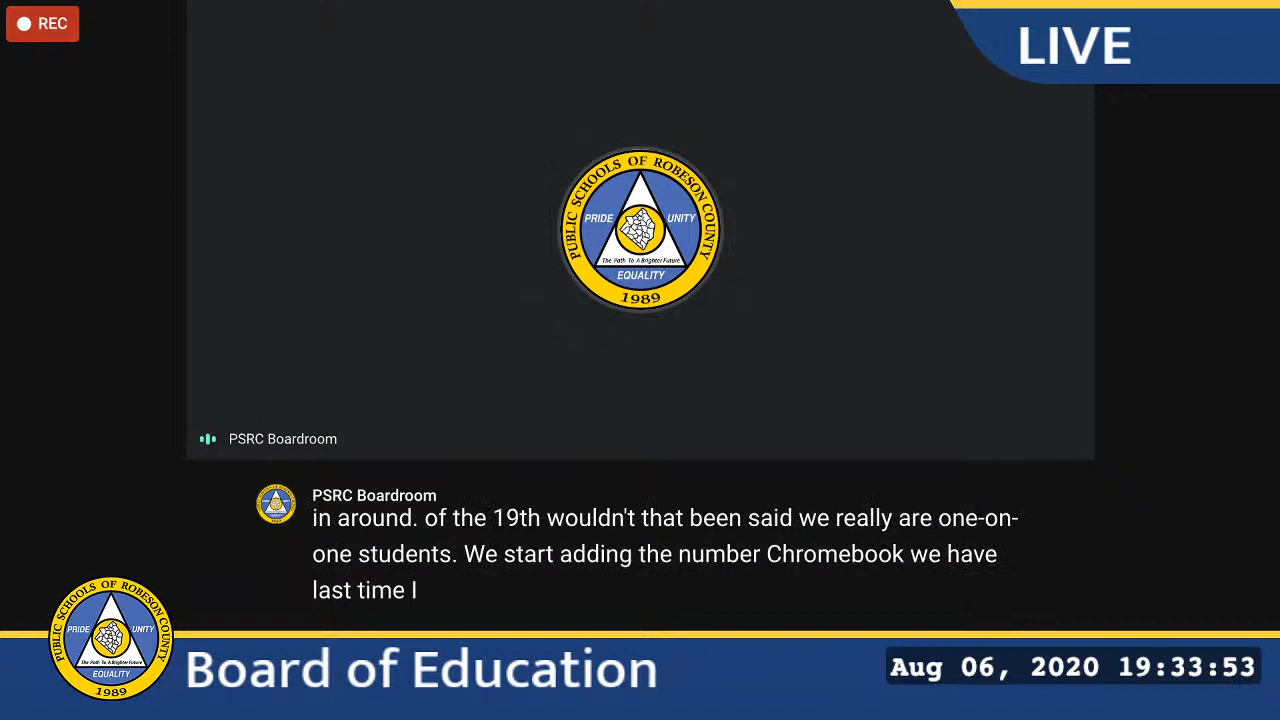 REC
LIVE
PUBLIC SCHOOLS OF ROBESON COUNTY
PRIDE
UNITY
The Path To A Brighter Future
EQUALITY
1989
PSRC Boardroom
PSRC Boardroom
in around. of the 19th wouldn't that been said we really are one-on-
one students. We start adding the number Chromebook we have
last time I
PUBLIC SCHOOLS OF ROBESON COUNTY
PRIDE
UNITY
The Path To A Brighter Future
EQUALITY
1989
Board of Education
Aug 06, 2020 19:33:53